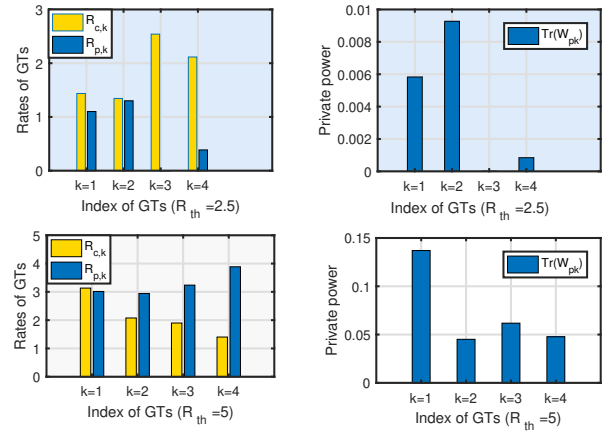 Rates of GTs
3
2
1
0
R_c,k
R_p,k
k=1 k=2 k=3 k=4
Index of GTs (R_th =2.5)
Private power
0.01
0.008
0.006
0.004
0.002
0
Tr(W_pk)
k=1 k=2 k=3 k=4
Index of GTs (R_th =2.5)
Rates of GTs
5
4
3
2
1
0
R_c,k
R_p,k
k=1 k=2 k=3 k=4
Index of GTs (R_th =5)
Private power
0.15
0.10
0.05
0
Tr(W_pk)
k=1 k=2 k=3 k=4
Index of GTs (R_th =5)